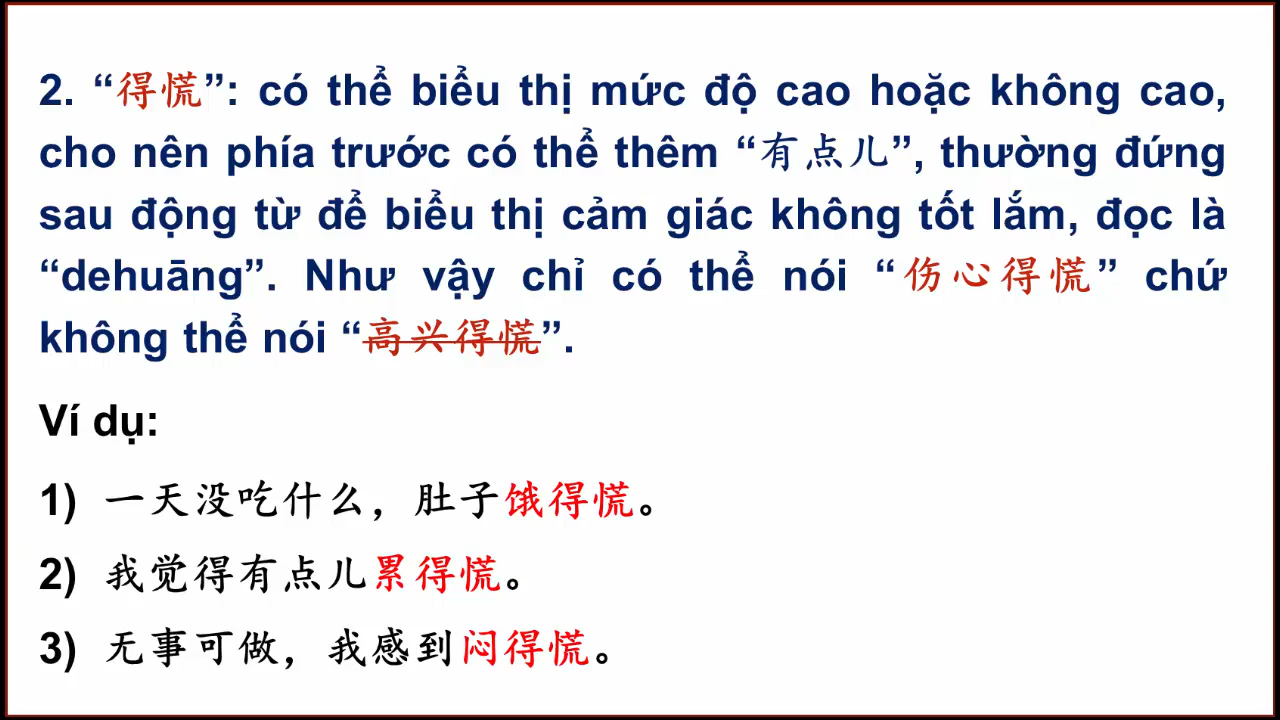 2. “得慌”: có thể biểu thị mức độ cao hoặc không cao,
cho nên phía trước có thể thêm “有点儿”, thường đứng
sau động từ để biểu thị cảm giác không tốt lắm, đọc là
“dehuāng”. Như vậy chỉ có thể nói “伤心得慌” chứ
không thể nói “高兴得慌”.
Ví dụ:
1) 一天没吃什么，肚子饿得慌。
2) 我觉得有点儿累得慌。
3) 无事可做，我感到闷得慌。